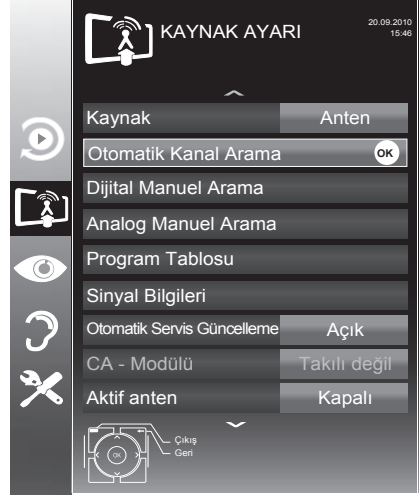 KAYNAK AYARI
20.09.2010
15:46
Kaynak Anten
Otomatik Kanal Arama OK
Dijital Manuel Arama
Analog Manuel Arama
Program Tablosu
Sinyal Bilgileri
Otomatik Servis Güncelleme Açık
CA - Modülü Takılı değil
Aktif anten Kapalı
Çıkış
Geri
OK